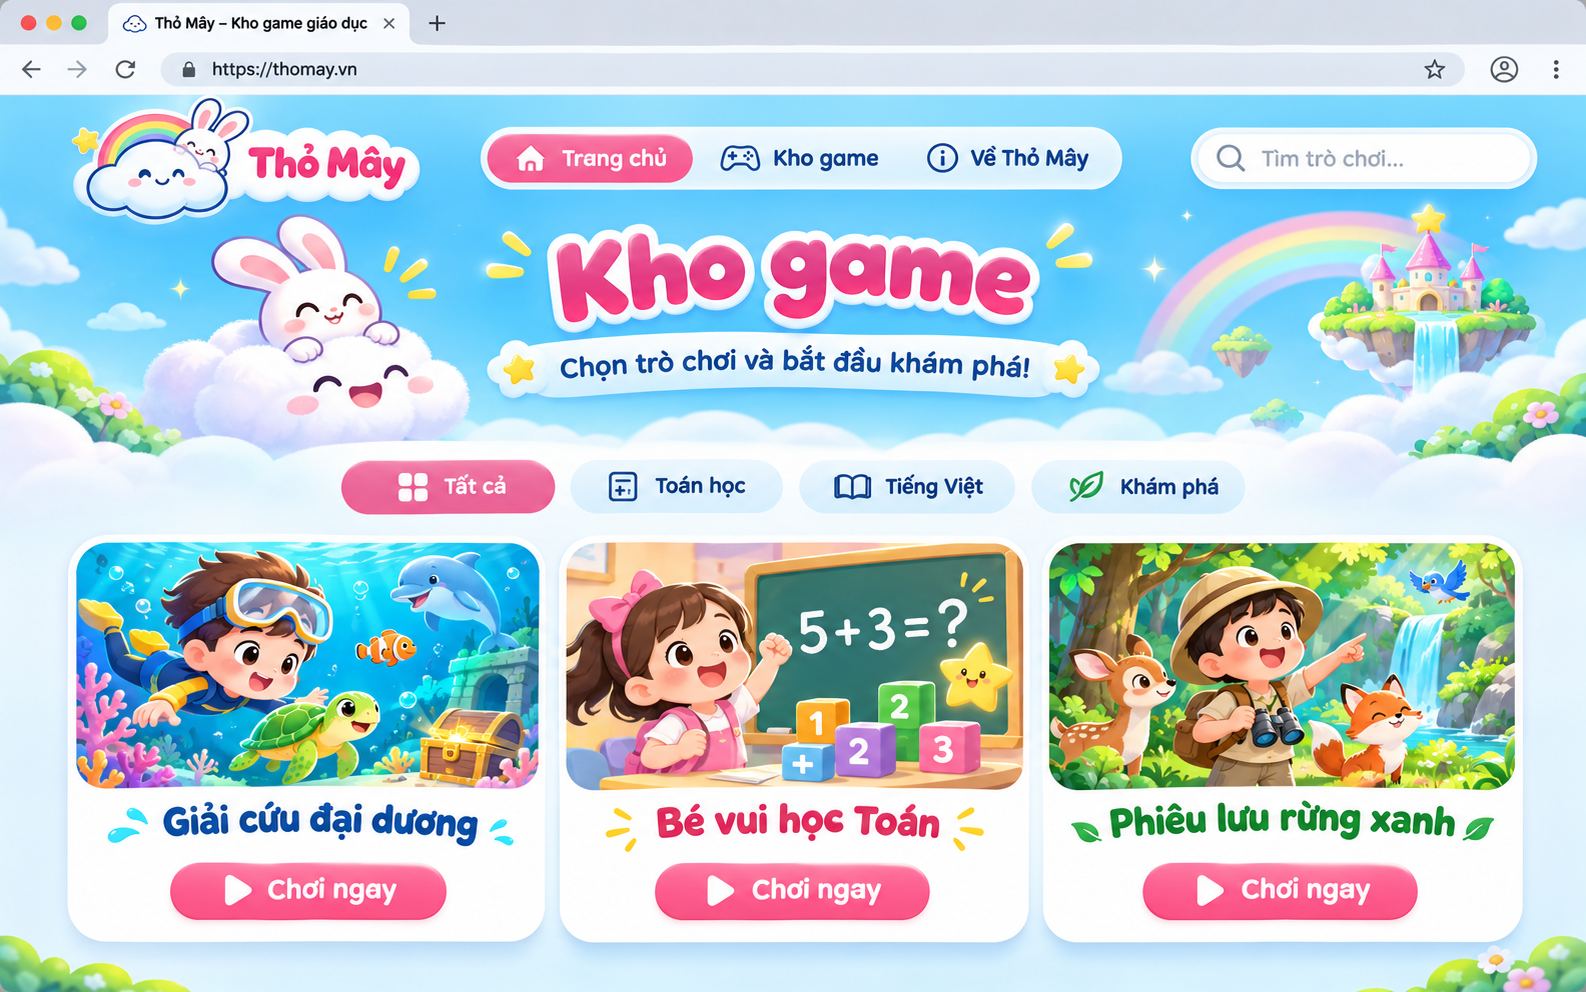 Thỏ Mây – Kho game giáo dục
https://thomay.vn
Thỏ Mây
Trang chủ
Kho game
Về Thỏ Mây
Tìm trò chơi...
Kho game
Chọn trò chơi và bắt đầu khám phá!
Tất cả
Toán học
Tiếng Việt
Khám phá
5+3=?
1
2
+
2
3
Giải cứu đại dương
Bé vui học Toán
Phiêu lưu rừng xanh
Chơi ngay
Chơi ngay
Chơi ngay